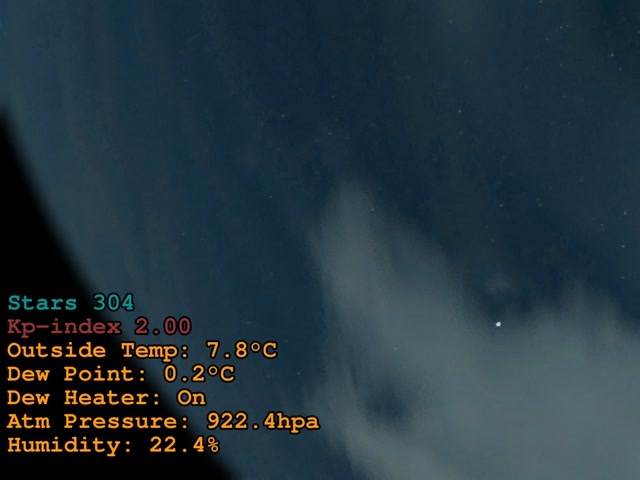 Stars 304
Kp-index 2.00
Outside Temp: 7.8°C
Dew Point: 0.2°C
Dew Heater: On
Atm Pressure: 922.4hpa
Humidity: 22.4%